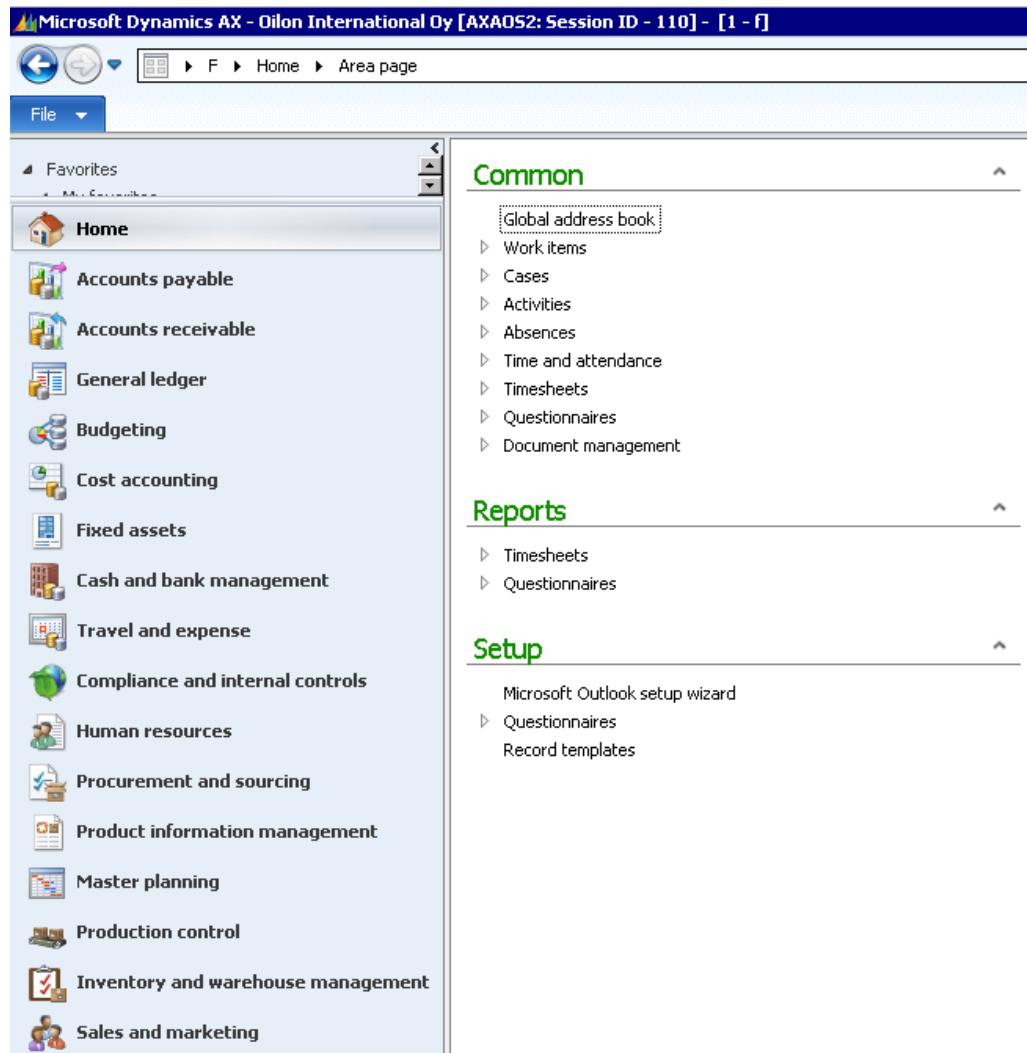 Microsoft Dynamics AX - Oilon International Oy [AXAOS2: Session ID - 110] - [1 - f]
F Home Area page
File
Favorites
My favorites
Home
Accounts payable
Accounts receivable
General ledger
Budgeting
Cost accounting
Fixed assets
Cash and bank management
Travel and expense
Compliance and internal controls
Human resources
Procurement and sourcing
Product information management
Master planning
Production control
Inventory and warehouse management
Sales and marketing
Common
Global address book
Work items
Cases
Activities
Absences
Time and attendance
Timesheets
Questionnaires
Document management
Reports
Timesheets
Questionnaires
Setup
Microsoft Outlook setup wizard
Questionnaires
Record templates